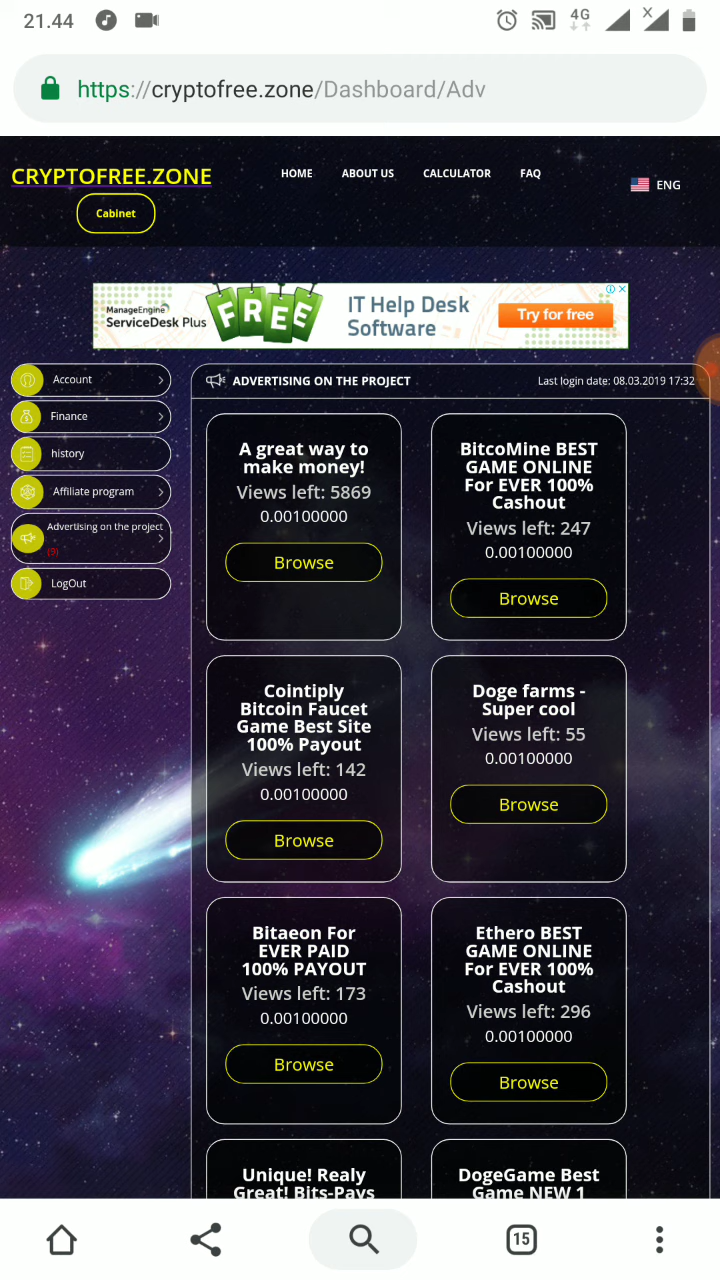 21.44
4G
X
https://cryptofree.zone/Dashboard/Adv
CRYPTOFREE.ZONE
HOME
ABOUT US
CALCULATOR
FAQ
ENG
Cabinet
ManageEngine
ServiceDesk Plus
FREE
IT Help Desk
Software
Try for free
Account
Finance
history
Affiliate program
Advertising on the project
(9)
LogOut
ADVERTISING ON THE PROJECT
Last login date: 08.03.2019 17:32
A great way to
make money!
Views left: 5869
0.00100000
Browse
BitcoMine BEST
GAME ONLINE
For EVER 100%
Cashout
Views left: 247
0.00100000
Browse
Cointiply
Bitcoin Faucet
Game Best Site
100% Payout
Views left: 142
0.00100000
Browse
Doge farms -
Super cool
Views left: 55
0.00100000
Browse
Bitaeon For
EVER PAID
100% PAYOUT
Views left: 173
0.00100000
Browse
Ethero BEST
GAME ONLINE
For EVER 100%
Cashout
Views left: 296
0.00100000
Browse
Unique! Realy
Great! Bits-Pays
DogeGame Best
Game NEW 1
15